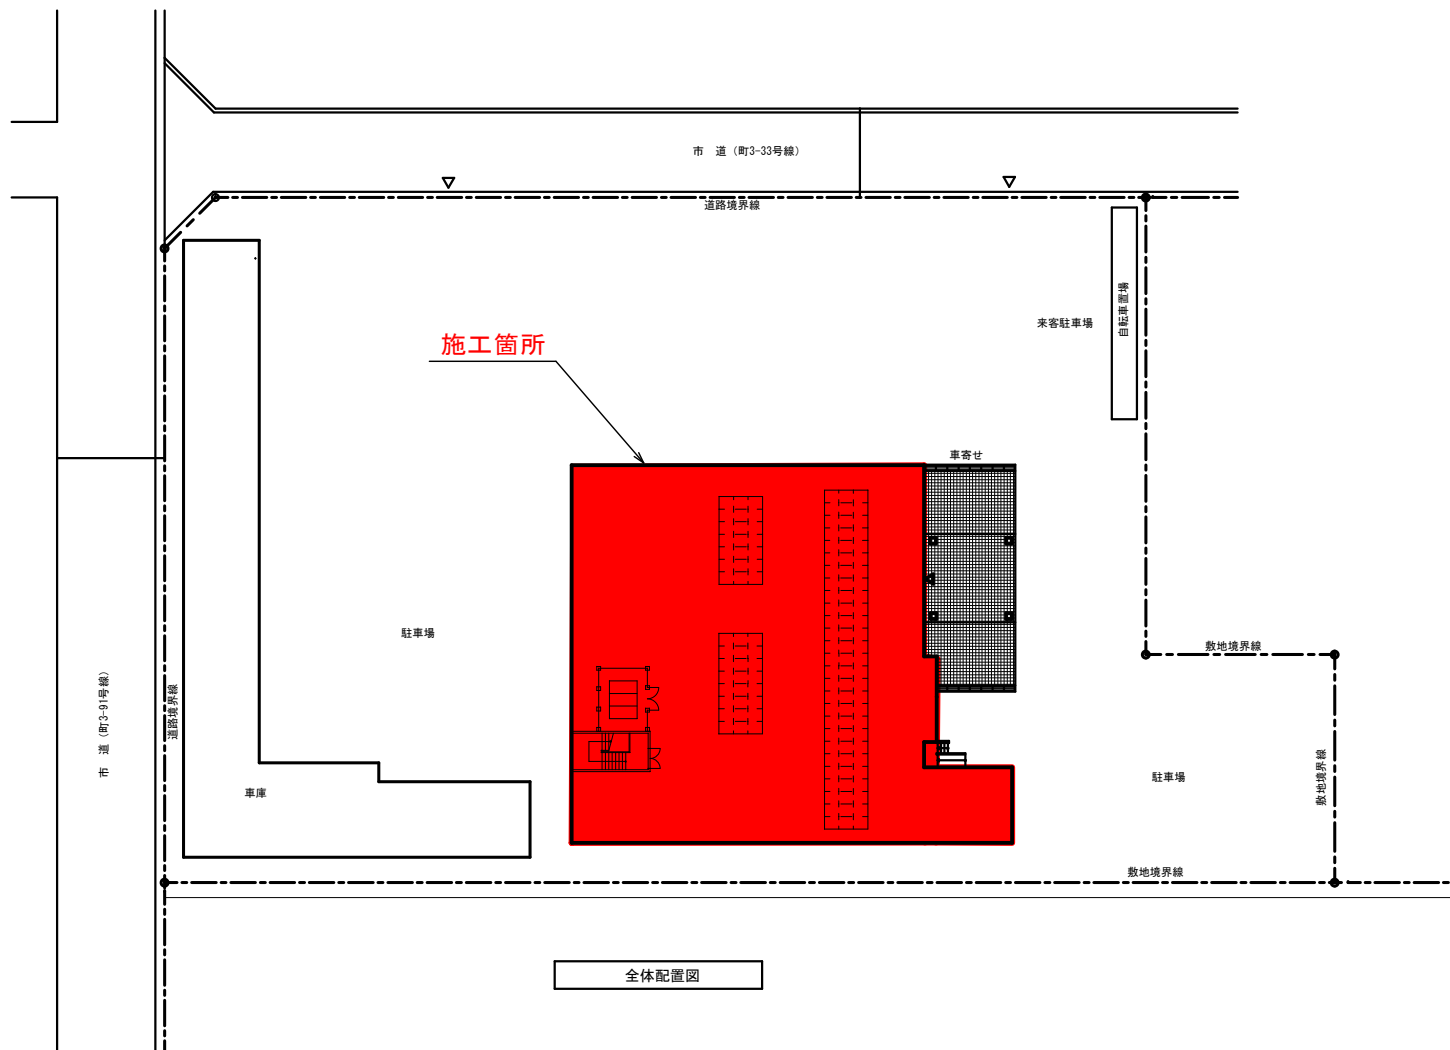 市　道（町3-33号線）
道路境界線
自転車置場
来客駐車場
施工箇所
車寄せ
駐車場
敷地境界線
市　道（町3-91号線）
道路境界線
車庫
駐車場
敷地境界線
敷地境界線
全体配置図